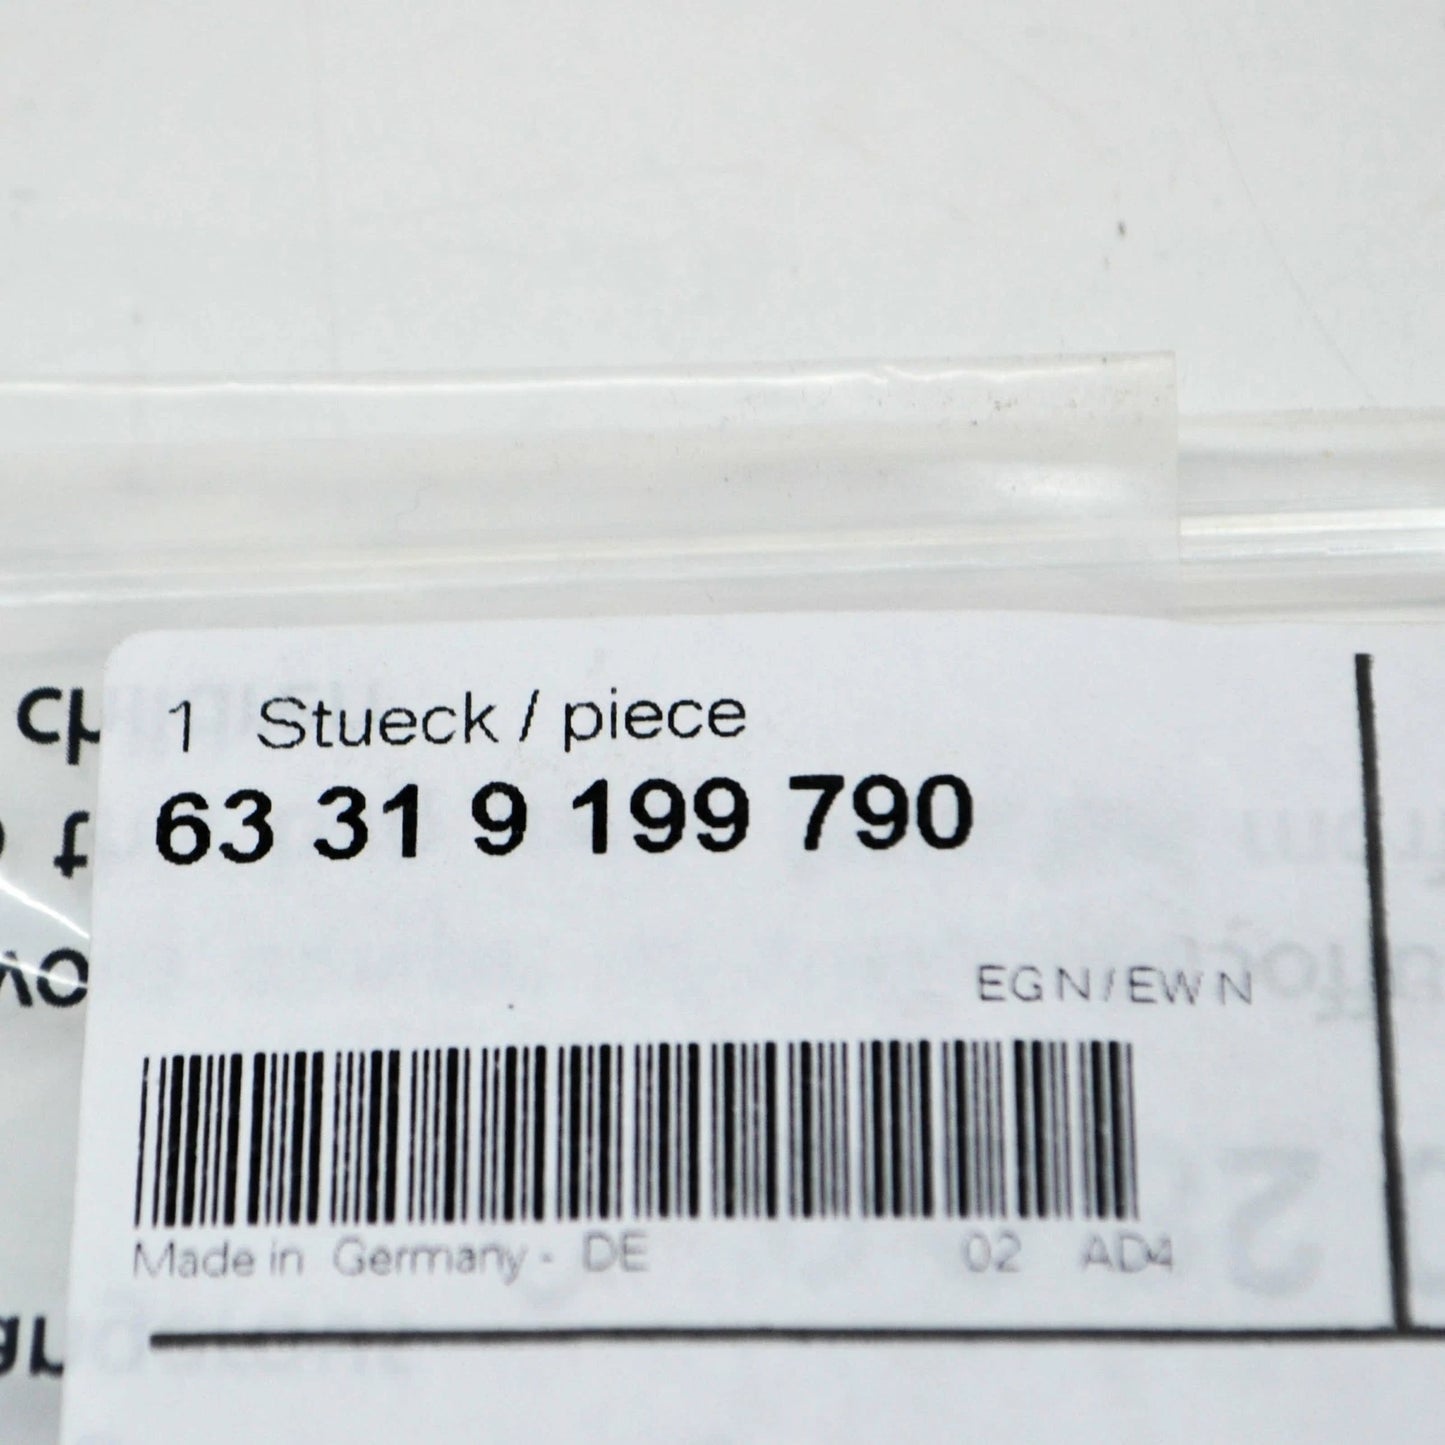 1 Stueck / piece
63 31 9 199 790
EGN/EWN
Made in Germany - DE 02 AD4